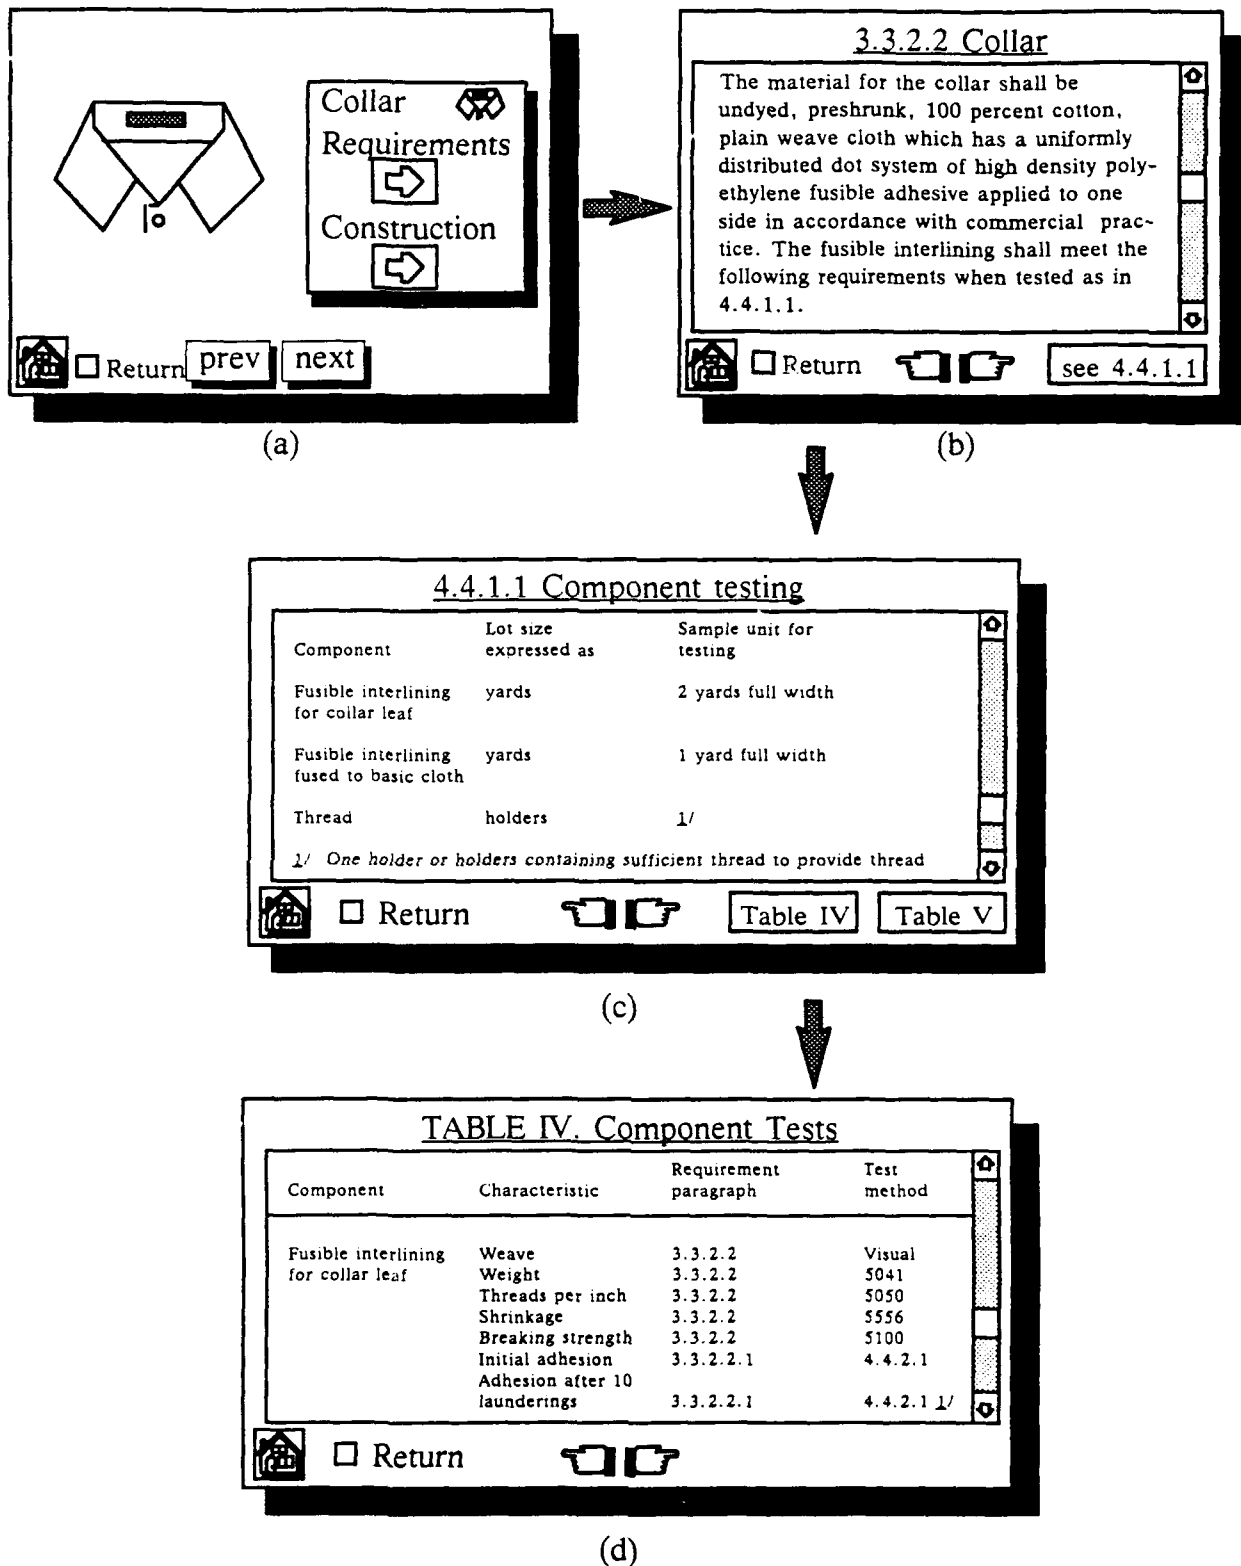 Collar
Requirements
Construction
Return prev next
(a)
3.3.2.2 Collar
The material for the collar shall be
undyed, preshrunk, 100 percent cotton,
plain weave cloth which has a uniformly
distributed dot system of high density poly-
ethylene fusible adhesive applied to one
side in accordance with commercial prac-
tice. The fusible interlining shall meet the
following requirements when tested as in
4.4.1.1.
Return see 4.4.1.1
(b)
4.4.1.1 Component testing
Lot size Sample unit for
Component expressed as testing
Fusible interlining yards 2 yards full width
for collar leaf
Fusible interlining yards 1 yard full width
fused to basic cloth
Thread holders 1/
1/ One holder or holders containing sufficient thread to provide thread
Return Table IV Table V
(c)
TABLE IV. Component Tests
Requirement Test
Component Characteristic paragraph method
Fusible interlining Weave 3.3.2.2 Visual
for collar leaf Weight 3.3.2.2 5041
Threads per inch 3.3.2.2 5050
Shrinkage 3.3.2.2 5556
Breaking strength 3.3.2.2 5100
Initial adhesion 3.3.2.2.1 4.4.2.1
Adhesion after 10
launderings 3.3.2.2.1 4.4.2.1 1/
Return
(d)